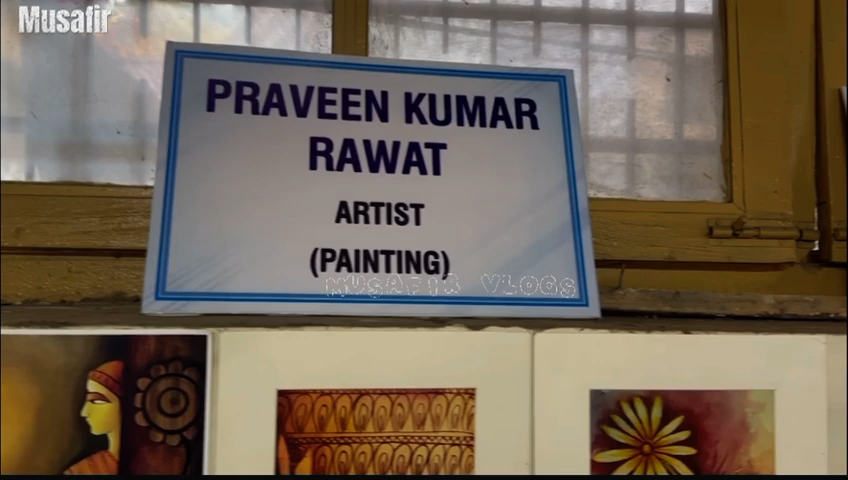 Musafir
PRAVEEN KUMAR
RAWAT
ARTIST
(PAINTING)
MUSAFIR VLOGS